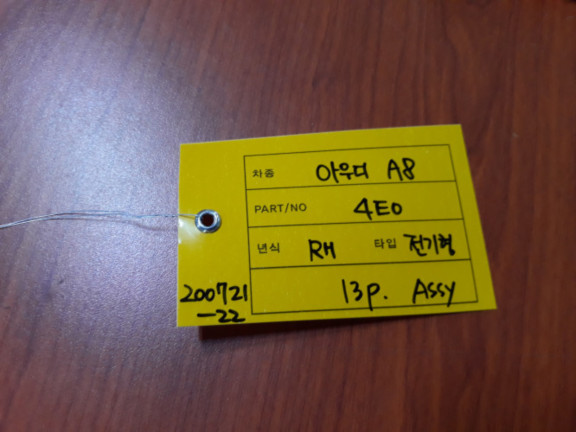 차종 아우디 A8
PART/NO 4E0
년식 RH 타입 전기형
13p. Assy
200721
-22